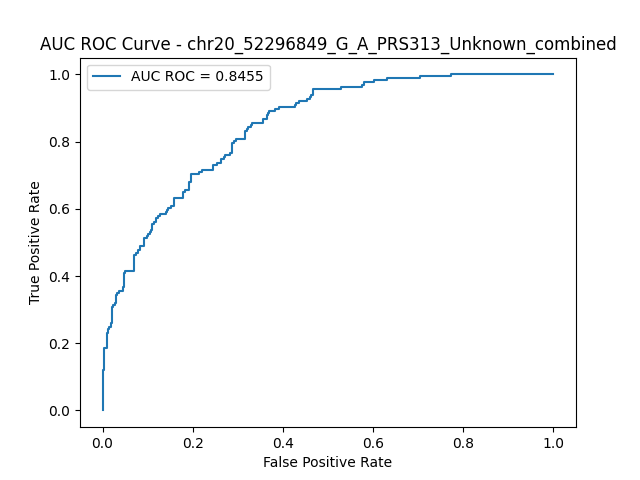 AUC ROC Curve - chr20_52296849_G_A_PRS313_Unknown_combined
AUC ROC = 0.8455
1.0
0.8
0.6
0.4
0.2
0.0
True Positive Rate
0.0 0.2 0.4 0.6 0.8 1.0
False Positive Rate